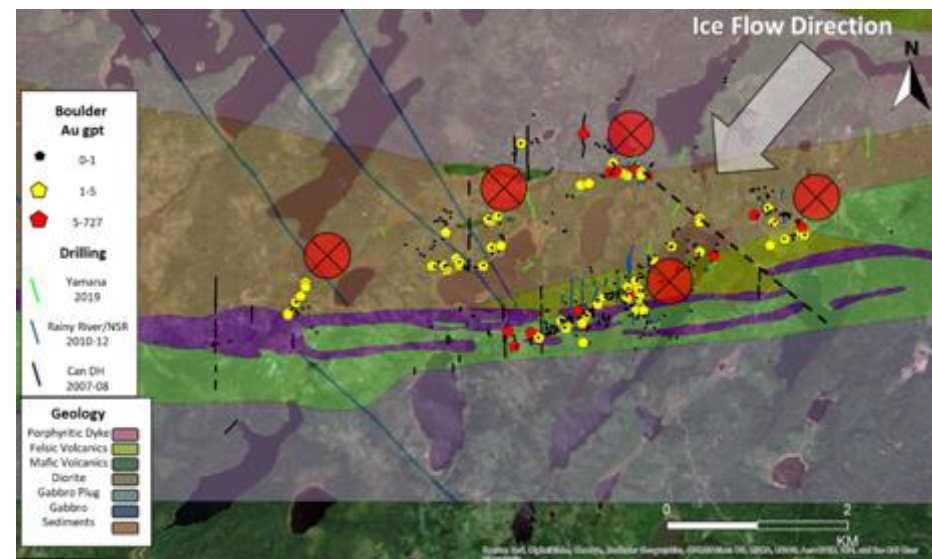 Ice Flow Direction
N
Boulder
Au gpt
0-1
1-5
5-727
Drilling
Yamana
2019
Rainy River/NSR
2010-12
Can DH
2007-08
Geology
Porphyritic Dyke
Felsic Volcanics
Mafic Volcanics
Diorite
Gabbro Plug
Gabbro
Sediments
0
2
KM